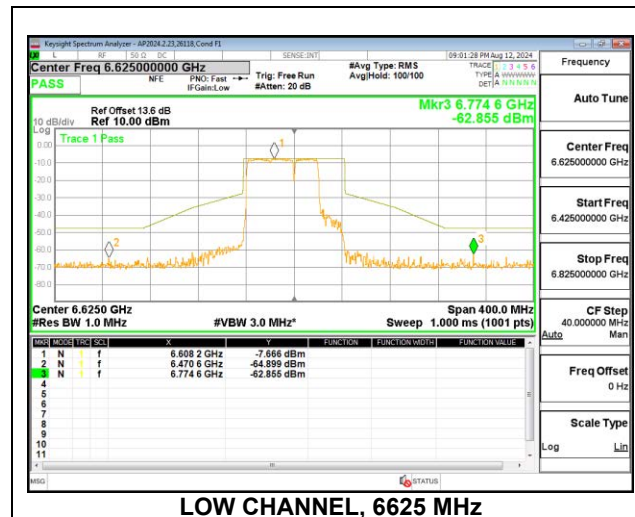 Keysight Spectrum Analyzer - AP2024.2.23,26118,Cond F1
L RF 50 Ω DC SENSE:INT 09:01:28 PM Aug 12, 2024
Center Freq 6.625000000 GHz
PASS
NFE PNO: Fast Trig: Free Run
IFGain:Low #Atten: 20 dB
#Avg Type: RMS
Avg|Hold: 100/100
TRACE 1 2 3 4 5 6
TYPE A WWWWW
DET A N N N N N
Frequency
Auto Tune
Ref Offset 13.6 dB
10 dB/div Ref 10.00 dBm
Mkr3 6.774 6 GHz
-62.855 dBm
Log
Trace 1 Pass
0.00
-10.0
-20.0
-30.0
-40.0
-50.0
-60.0
-70.0
-80.0
1
2
3
Center Freq
6.625000000 GHz
Start Freq
6.425000000 GHz
Stop Freq
6.825000000 GHz
Center 6.6250 GHz Span 400.0 MHz
#Res BW 1.0 MHz #VBW 3.0 MHz* Sweep 1.000 ms (1001 pts)
CF Step
40.000000 MHz
Auto Man
MKR MODE TRC SCL X Y FUNCTION FUNCTION WIDTH FUNCTION VALUE
1 N 1 f 6.608 2 GHz -7.666 dBm
2 N 1 f 6.470 6 GHz -64.899 dBm
3 N 1 f 6.774 6 GHz -62.855 dBm
4
5
6
7
8
9
10
11
Freq Offset
0 Hz
Scale Type
Log Lin
MSG STATUS
LOW CHANNEL, 6625 MHz